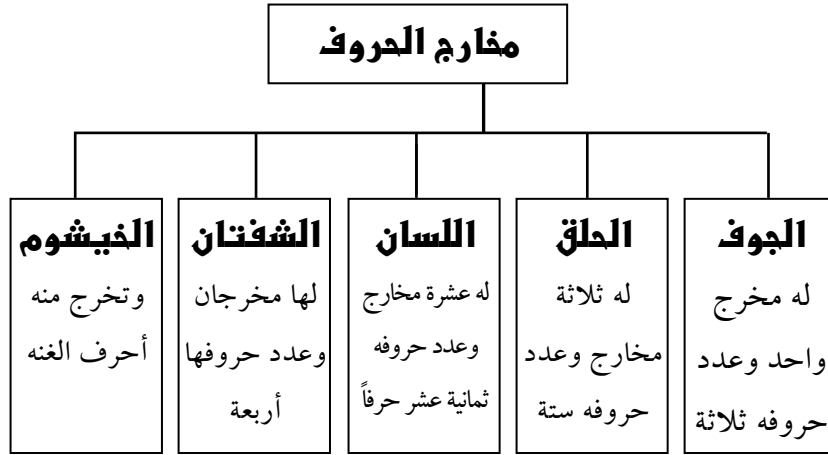 مخارج الحروف
الجوف
له مخرج
واحد وعدد
حروفه ثلاثة
الحلق
له ثلاثة
مخارج وعدد
حروفه ستة
اللسان
له عشرة مخارج
وعدد حروفه
ثمانية عشر حرفاً
الشفتان
لها مخرجان
وعدد حروفها
أربعة
الخيشوم
وتخرج منه
أحرف الغنه